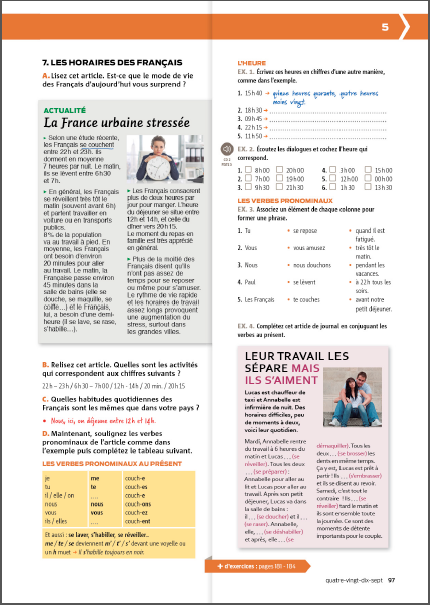 5
7. LES HORAIRES DES FRANÇAIS
A. Lisez cet article. Est-ce que le mode de vie
des Français d'aujourd'hui vous surprend ?
ACTUALITÉ
La France urbaine stressée
▸ Selon une étude récente,
les Français se couchent
entre 22h et 23h. Ils
dorment en moyenne
7 heures par nuit. Le matin,
ils se lèvent entre 6h30
et 7h.
▸ En général, les Français
se réveillent très tôt le
matin (souvent avant 6h)
et partent travailler en
voiture ou en transports
publics.
8% de la population
va au travail à pied. En
moyenne, les Français
ont besoin d'environ
20 minutes pour aller
au travail. Le matin, la
Française passe environ
45 minutes dans la
salle de bains (elle se
douche, se maquille, se
coiffe...) et le Français,
lui, a besoin d'une demi-
heure (il se lave, se rase,
s'habille...).
▸ Les Français consacrent
plus de deux heures par
jour pour manger. L'heure
du déjeuner se situe entre
12h et 14h, et celle du
dîner vers 20h15.
Le moment du repas en
famille est très apprécié
en général.
▸ Plus de la moitié des
Français disent qu'ils
n'ont pas assez de
temps pour se reposer
ou même pour s'amuser.
Le rythme de vie rapide
et les horaires de travail
assez longs provoquent
une augmentation du
stress, surtout dans
les grandes villes.
B. Relisez cet article. Quelles sont les activités
qui correspondent aux chiffres suivants ?
22h – 23h / 6h30 – 7h00 / 12h - 14h / 20 min. / 20h15
C. Quelles habitudes quotidiennes des
Français sont les mêmes que dans votre pays ?
• Nous, ici, on déjeune entre 12h et 14h.
D. Maintenant, soulignez les verbes
pronominaux de l'article comme dans
l'exemple puis complétez le tableau suivant.
LES VERBES PRONOMINAUX AU PRÉSENT
je me couch-e
tu te couch-es
il / elle / on .... couch-e
nous nous couch-ons
vous vous couch-ez
ils / elles .... couch-ent
Et aussi : se laver, s'habiller, se réveiller..
me / te / se deviennent m' / t' / s' devant une voyelle ou
un h muet → Il s'habille toujours en noir.
L'HEURE
EX. 1. Écrivez ces heures en chiffres d'une autre manière,
comme dans l'exemple.
1. 15h40 → quinze heures quarante, quatre heures
moins vingt.
2. 18h30 →
3. 09h45 →
4. 22h15 →
5. 11h50 →
EX. 2. Écoutez les dialogues et cochez l'heure qui
correspond.
1. 8h00 20h00 4. 3h00 15h00
2. 7h00 19h00 5. 12h00 00h00
3. 9h30 21h30 6. 1h30 13h30
LES VERBES PRONOMINAUX
EX. 3. Associez un élément de chaque colonne pour
former une phrase.
1. Tu • se repose • quand il est
fatigué.
2. Vous • vous amusez • très tôt le
matin.
3. Nous • nous douchons • pendant les
vacances.
4. Paul • se lèvent • à 22h tous les
soirs.
5. Les Français • te couches • avant notre
petit déjeuner.
EX. 4. Complétez cet article de journal en conjuguant les
verbes au présent.
LEUR TRAVAIL LES
SÉPARE MAIS
ILS S'AIMENT
Lucas est chauffeur de
taxi et Annabelle est
infirmière de nuit. Des
horaires difficiles, peu
de moments à deux,
voici leur quotidien.
Mardi, Annabelle rentre
du travail à 6 heures du
matin et Lucas ... (se
réveiller). Tous les deux
... (se préparer) :
Annabelle pour aller au
lit et Lucas pour aller au
travail. Après son petit
déjeuner, Lucas va dans
la salle de bains :
il ... (se doucher) et il ...
(se raser). Annabelle,
elle, ... (se déshabiller)
et après, elle ... (se
démaquiller). Tous les
deux ... (se brosser) les
dents en même temps.
Ça y est, Lucas est prêt à
partir ! Ils ... (s'embrasser)
et ils se disent au revoir.
Samedi, c'est tout le
contraire ! Ils ... (se
réveiller) tard le matin et
ils sont ensemble toute
la journée. Ce sont des
moments de détente
importants pour le couple.
+ d'exercices : pages 181 - 184
quatre-vingt-dix-sept 97